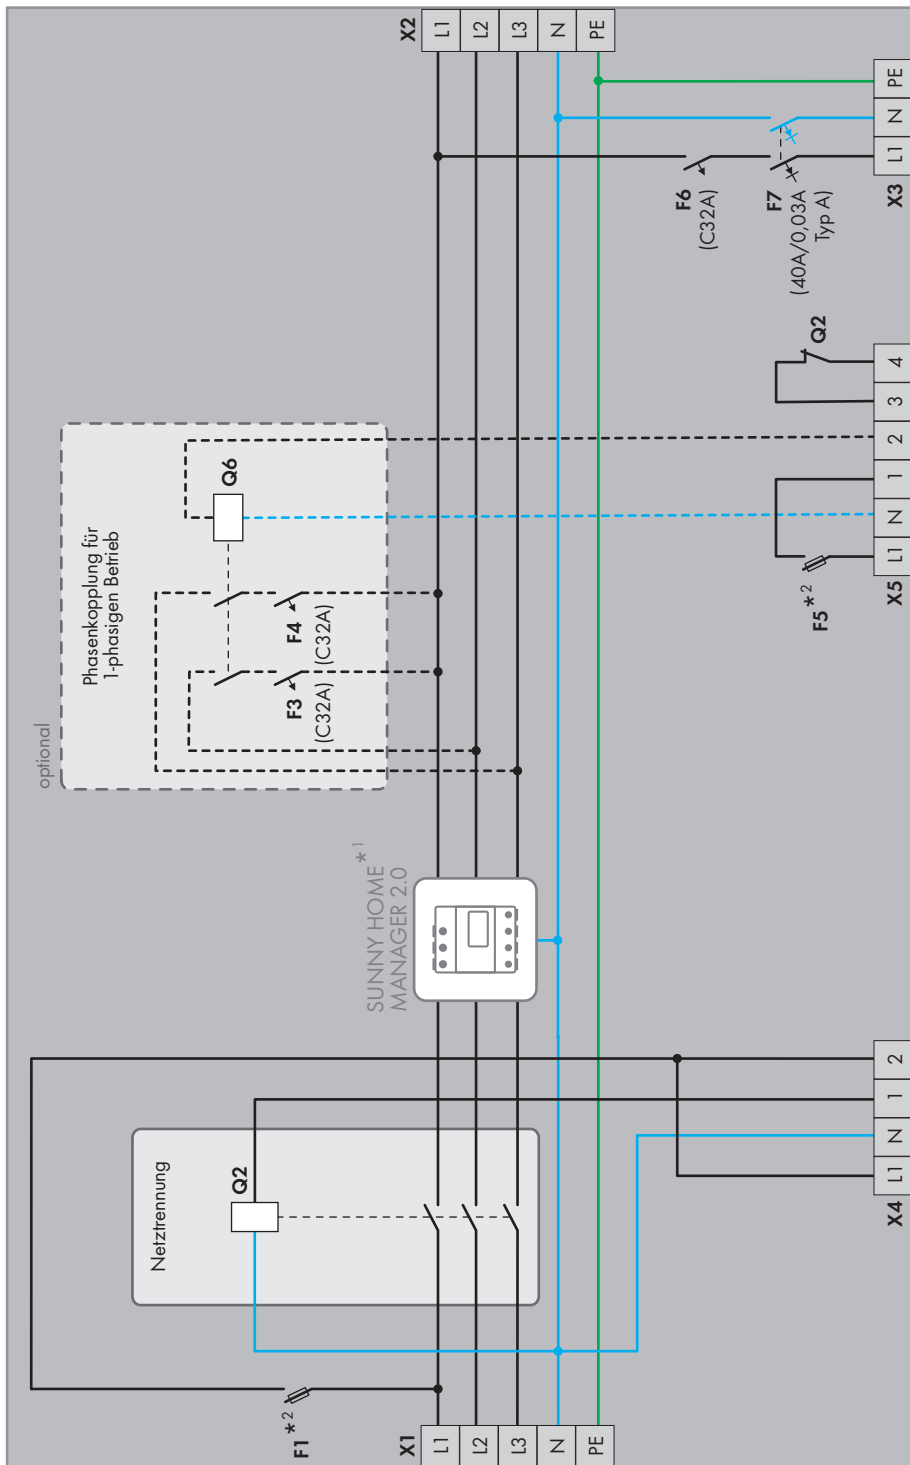 optional
Phasenkopplung für
1-phasigen Betrieb
Q6
F3
(C32A)
F4
(C32A)
Netztrennung
Q2
F1 *2
SUNNY HOME *1
MANAGER 2.0
X1
L1
L2
L3
N
PE
X2
L1
L2
L3
N
PE
X4
L1
N
1
2
X5
L1
N
1
2
3
4
F5 *2
Q2
F6
(C32A)
F7
(40A/0,03A
Typ A)
X3
L1
N
PE